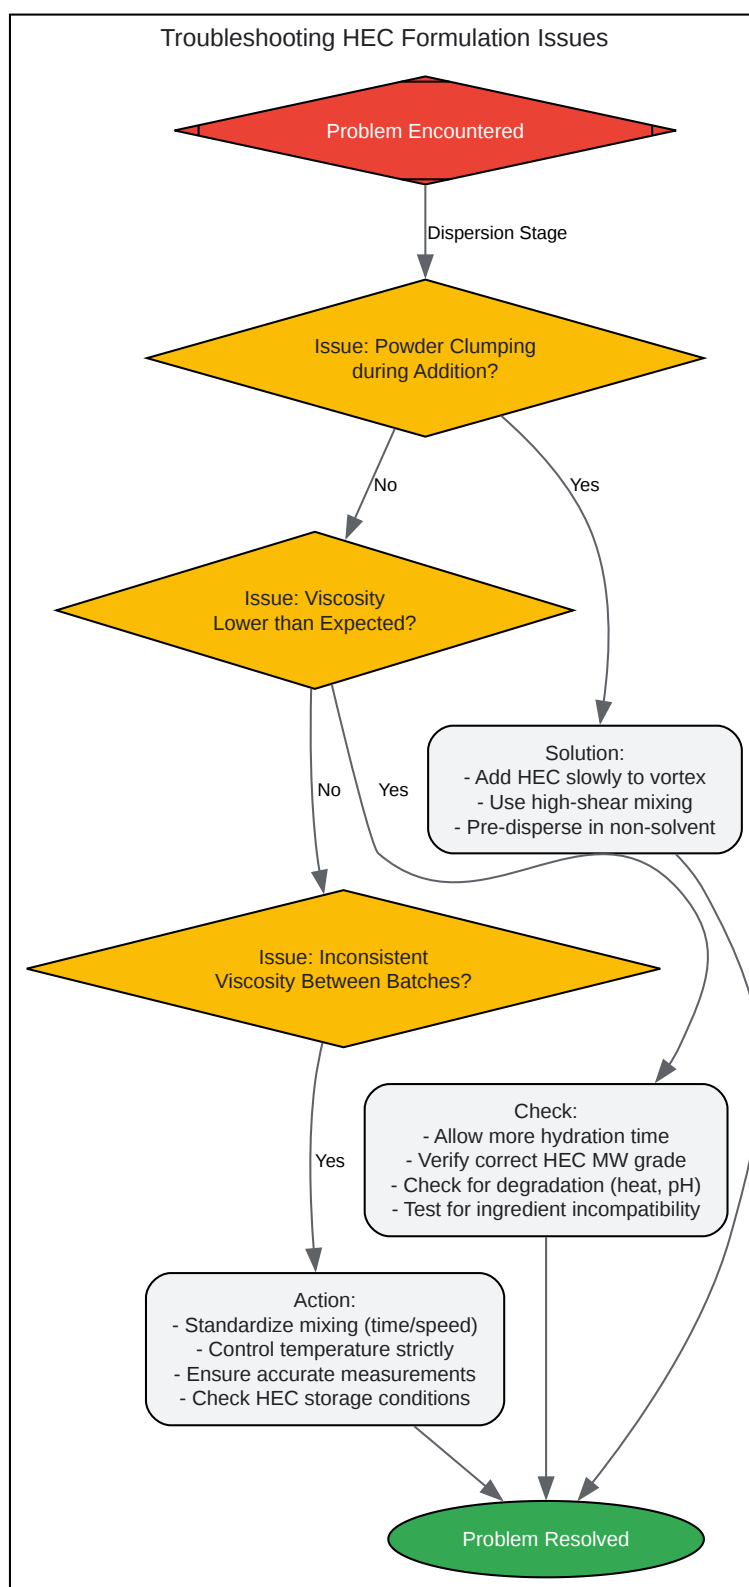 Troubleshooting HEC Formulation Issues
Problem Encountered
Dispersion Stage
Issue: Powder Clumping
during Addition?
No
Yes
Issue: Viscosity
Lower than Expected?
Solution:
- Add HEC slowly to vortex
- Use high-shear mixing
- Pre-disperse in non-solvent
No
Yes
Issue: Inconsistent
Viscosity Between Batches?
Check:
- Allow more hydration time
- Verify correct HEC MW grade
- Check for degradation (heat, pH)
- Test for ingredient incompatibility
Yes
Action:
- Standardize mixing (time/speed)
- Control temperature strictly
- Ensure accurate measurements
- Check HEC storage conditions
Problem Resolved